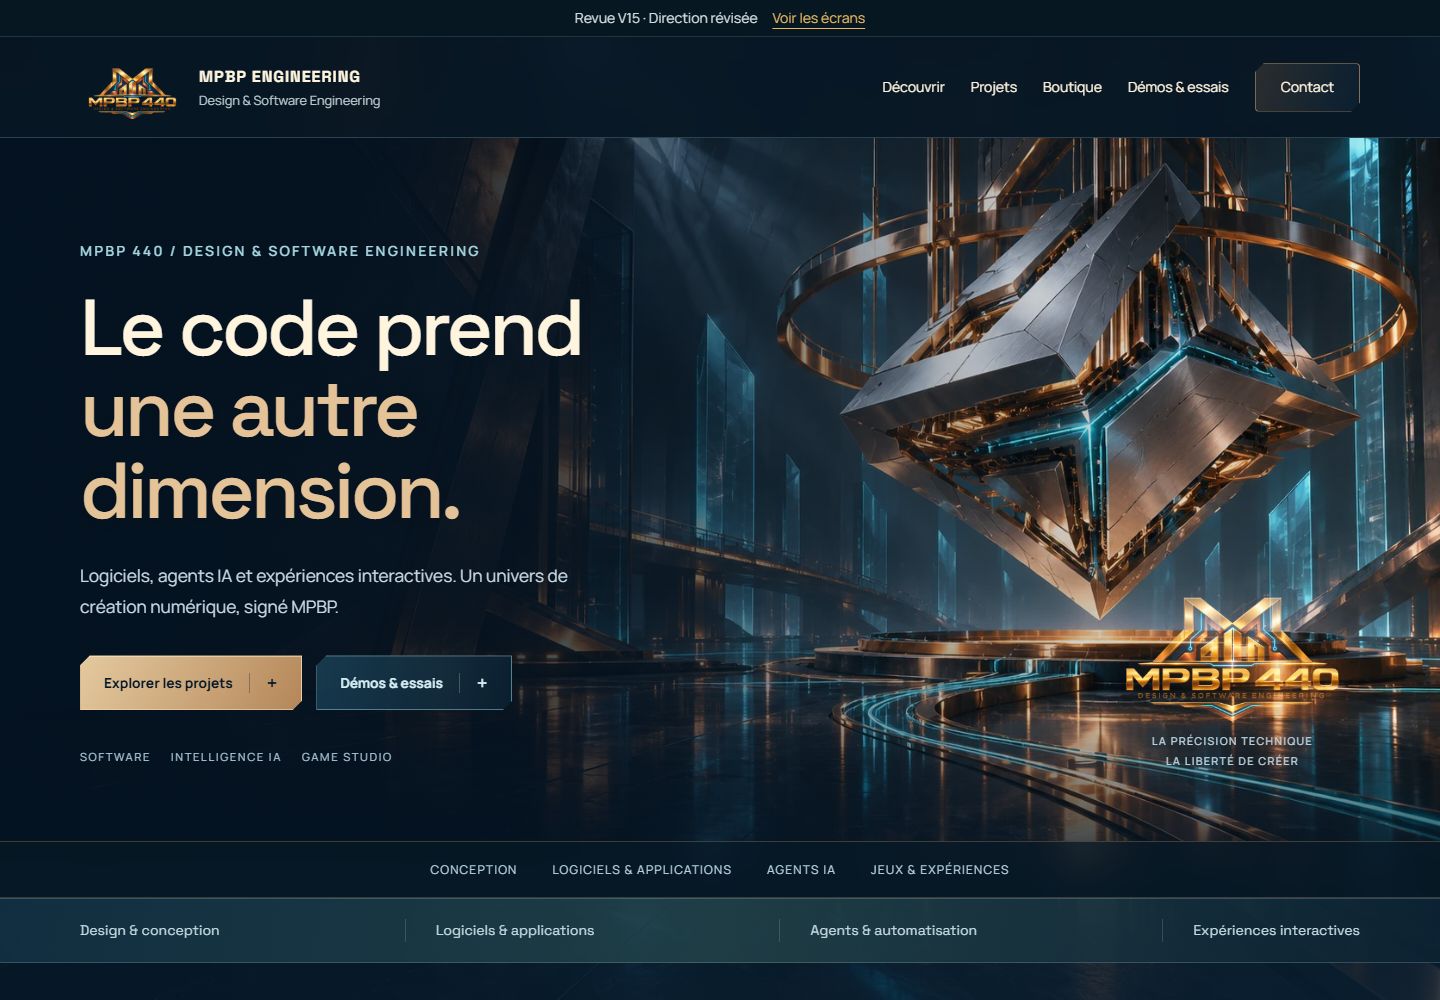 Revue V15 · Direction révisée Voir les écrans
MPBP 440
MPBP ENGINEERING
Design & Software Engineering
Découvrir Projets Boutique Démos & essais Contact
MPBP 440 / DESIGN & SOFTWARE ENGINEERING
Le code prend
une autre
dimension.
Logiciels, agents IA et expériences interactives. Un univers de
création numérique, signé MPBP.
Explorer les projets +
Démos & essais +
SOFTWARE INTELLIGENCE IA GAME STUDIO
MPBP 440
DESIGN & SOFTWARE ENGINEERING
LA PRÉCISION TECHNIQUE
LA LIBERTÉ DE CRÉER
CONCEPTION LOGICIELS & APPLICATIONS AGENTS IA JEUX & EXPÉRIENCES
Design & conception Logiciels & applications Agents & automatisation Expériences interactives